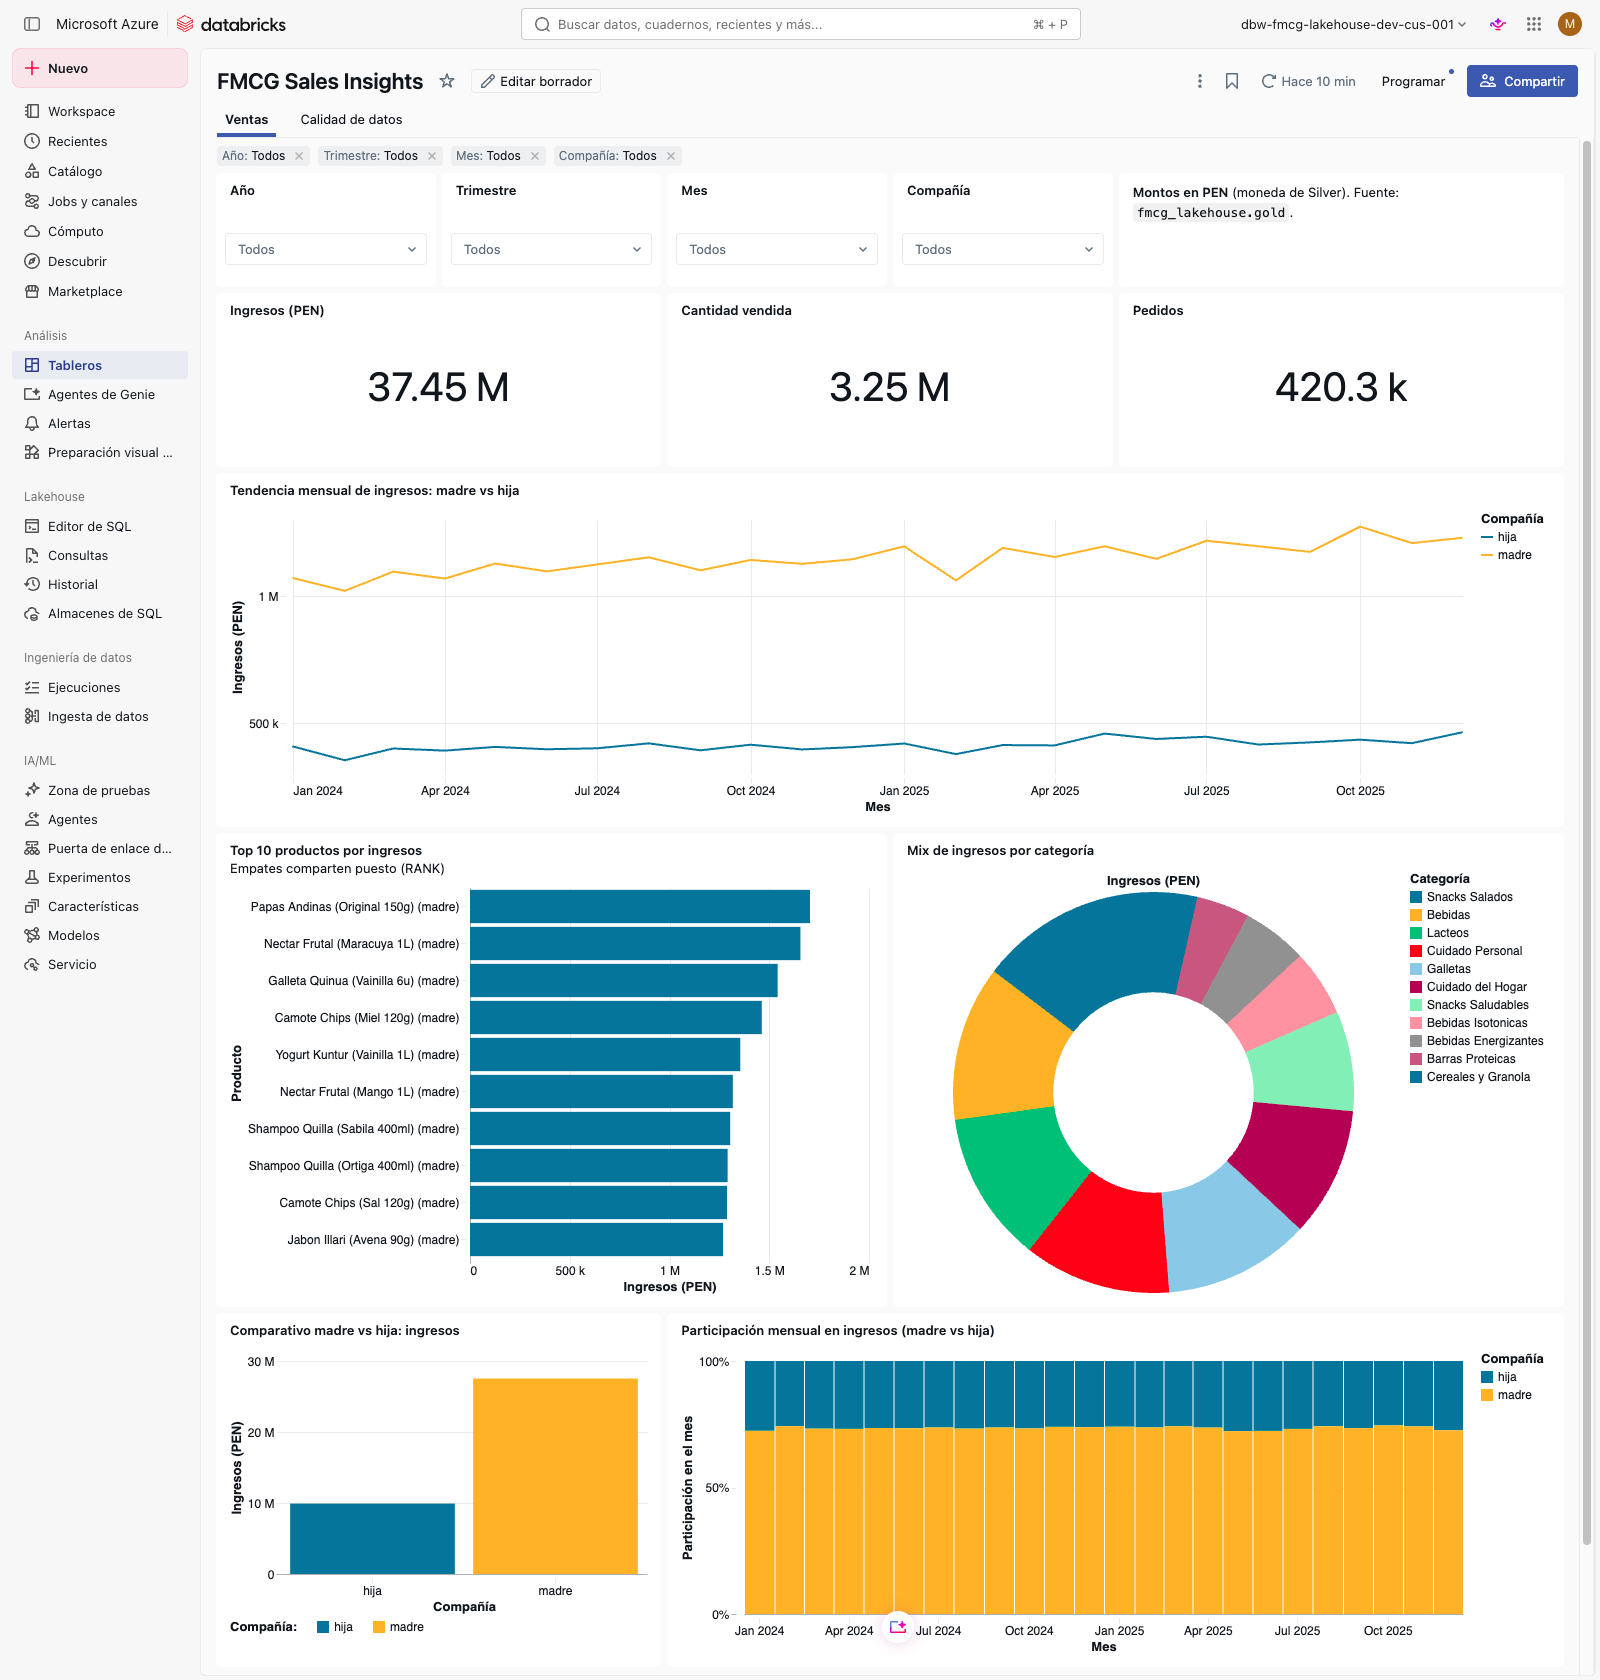 Microsoft Azure
databricks
Buscar datos, cuadernos, recientes y más...
⌘ + P
dbw-fmcg-lakehouse-dev-cus-001
M
Nuevo
Workspace
Recientes
Catálogo
Jobs y canales
Cómputo
Descubrir
Marketplace
Análisis
Tableros
Agentes de Genie
Alertas
Preparación visual ...
Lakehouse
Editor de SQL
Consultas
Historial
Almacenes de SQL
Ingeniería de datos
Ejecuciones
Ingesta de datos
IA/ML
Zona de pruebas
Agentes
Puerta de enlace d...
Experimentos
Características
Modelos
Servicio
FMCG Sales Insights
Editar borrador
Hace 10 min
Programar
Compartir
Ventas
Calidad de datos
Año: Todos
Trimestre: Todos
Mes: Todos
Compañía: Todos
Año
Todos
Trimestre
Todos
Mes
Todos
Compañía
Todos
Montos en PEN (moneda de Silver). Fuente:
fmcg_lakehouse.gold .
Ingresos (PEN)
37.45 M
Cantidad vendida
3.25 M
Pedidos
420.3 k
Tendencia mensual de ingresos: madre vs hija
Ingresos (PEN)
1 M
500 k
Jan 2024
Apr 2024
Jul 2024
Oct 2024
Jan 2025
Apr 2025
Jul 2025
Oct 2025
Mes
Compañía
hija
madre
Top 10 productos por ingresos
Empates comparten puesto (RANK)
Producto
Papas Andinas (Original 150g) (madre)
Nectar Frutal (Maracuya 1L) (madre)
Galleta Quinua (Vainilla 6u) (madre)
Camote Chips (Miel 120g) (madre)
Yogurt Kuntur (Vainilla 1L) (madre)
Nectar Frutal (Mango 1L) (madre)
Shampoo Quilla (Sabila 400ml) (madre)
Shampoo Quilla (Ortiga 400ml) (madre)
Camote Chips (Sal 120g) (madre)
Jabon Illari (Avena 90g) (madre)
0
500 k
1 M
1.5 M
2 M
Ingresos (PEN)
Mix de ingresos por categoría
Ingresos (PEN)
Categoría
Snacks Salados
Bebidas
Lacteos
Cuidado Personal
Galletas
Cuidado del Hogar
Snacks Saludables
Bebidas Isotonicas
Bebidas Energizantes
Barras Proteicas
Cereales y Granola
Comparativo madre vs hija: ingresos
Ingresos (PEN)
30 M
20 M
10 M
0
hija
madre
Compañía
Compañía:
hija
madre
Participación mensual en ingresos (madre vs hija)
Participación en el mes
100%
50%
0%
Jan 2024
Apr 2024
Jul 2024
Oct 2024
Jan 2025
Apr 2025
Jul 2025
Oct 2025
Mes
Compañía
hija
madre